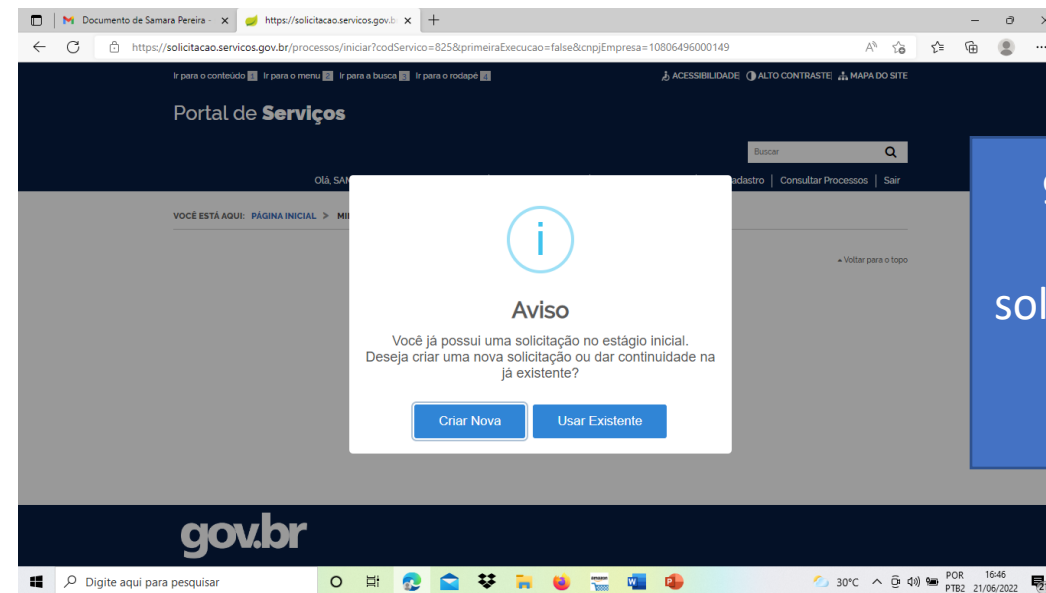 Documento de Samara Pereira -
https://solicitacao.servicos.gov.b
https://solicitacao.servicos.gov.br/processos/iniciar?codServico=825&primeiraExecucao=false&cnpjEmpresa=10806496000149
Ir para o conteúdo 1 Ir para o menu 2 Ir para a busca 3 Ir para o rodapé 4
ACESSIBILIDADE ALTO CONTRASTE MAPA DO SITE
Portal de Serviços
Buscar
Olá, SAM
adastro | Consultar Processos | Sair
VOCÊ ESTÁ AQUI: PÁGINA INICIAL > MI
Voltar para o topo
i
Aviso
Você já possui uma solicitação no estágio inicial.
Deseja criar uma nova solicitação ou dar continuidade na
já existente?
Criar Nova
Usar Existente
sol
gov.br
Digite aqui para pesquisar
30°C
POR 16:46
PTB2 21/06/2022